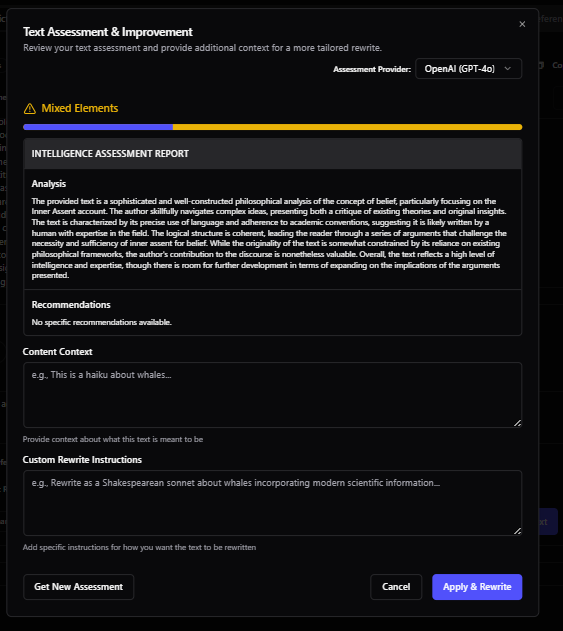 Text Assessment & Improvement
Review your text assessment and provide additional context for a more tailored rewrite.
Assessment Provider: OpenAI (GPT-4o)
Mixed Elements
INTELLIGENCE ASSESSMENT REPORT
Analysis
The provided text is a sophisticated and well-constructed philosophical analysis of the concept of belief, particularly focusing on the
Inner Assent account. The author skillfully navigates complex ideas, presenting both a critique of existing theories and original insights.
The text is characterized by its precise use of language and adherence to academic conventions, suggesting it is likely written by a
human with expertise in the field. The logical structure is coherent, leading the reader through a series of arguments that challenge the
necessity and sufficiency of inner assent for belief. While the originality of the text is somewhat constrained by its reliance on existing
philosophical frameworks, the author's contribution to the discourse is nonetheless valuable. Overall, the text reflects a high level of
intelligence and expertise, though there is room for further development in terms of expanding on the implications of the arguments
presented.
Recommendations
No specific recommendations available.
Content Context
e.g., This is a haiku about whales...
Provide context about what this text is meant to be
Custom Rewrite Instructions
e.g., Rewrite as a Shakespearean sonnet about whales incorporating modern scientific information...
Add specific instructions for how you want the text to be rewritten
Get New Assessment
Cancel
Apply & Rewrite